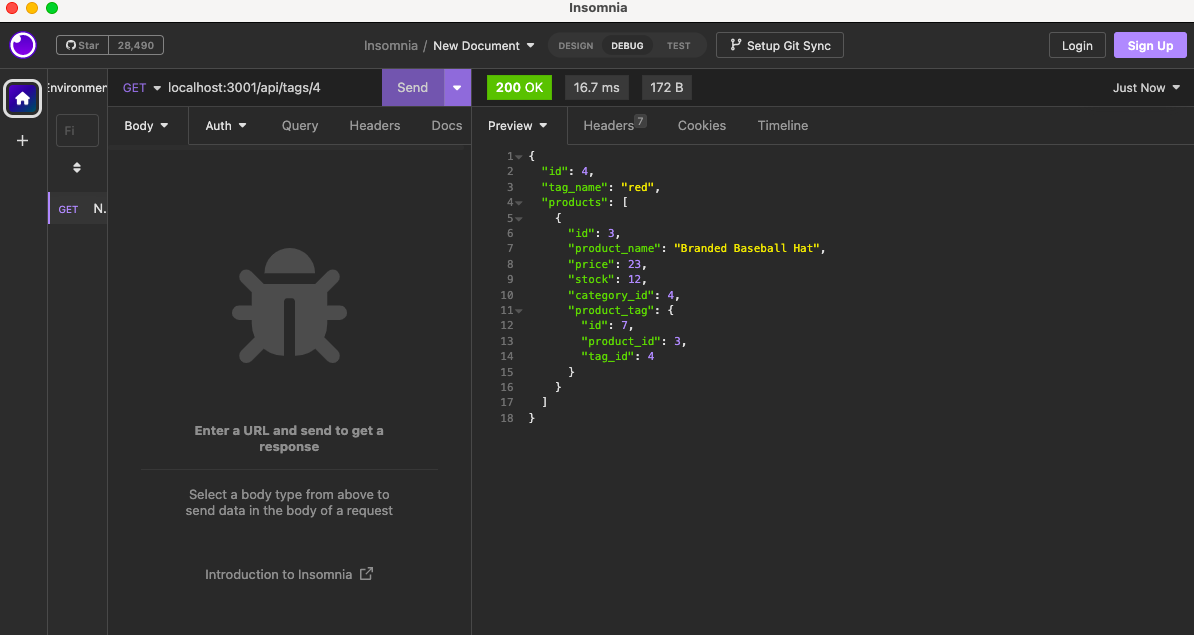 Insomnia
Star 28,490
Insomnia / New Document
DESIGN DEBUG TEST
Setup Git Sync
Login
Sign Up
Environmen
GET localhost:3001/api/tags/4
Send
200 OK 16.7 ms 172 B
Just Now
Fi
GET N.
Body Auth Query Headers Docs
Preview Headers 7 Cookies Timeline
Enter a URL and send to get a
response
Select a body type from above to
send data in the body of a request
Introduction to Insomnia
1 {
2 "id": 4,
3 "tag_name": "red",
4 "products": [
5 {
6 "id": 3,
7 "product_name": "Branded Baseball Hat",
8 "price": 23,
9 "stock": 12,
10 "category_id": 4,
11 "product_tag": {
12 "id": 7,
13 "product_id": 3,
14 "tag_id": 4
15 }
16 }
17 ]
18 }